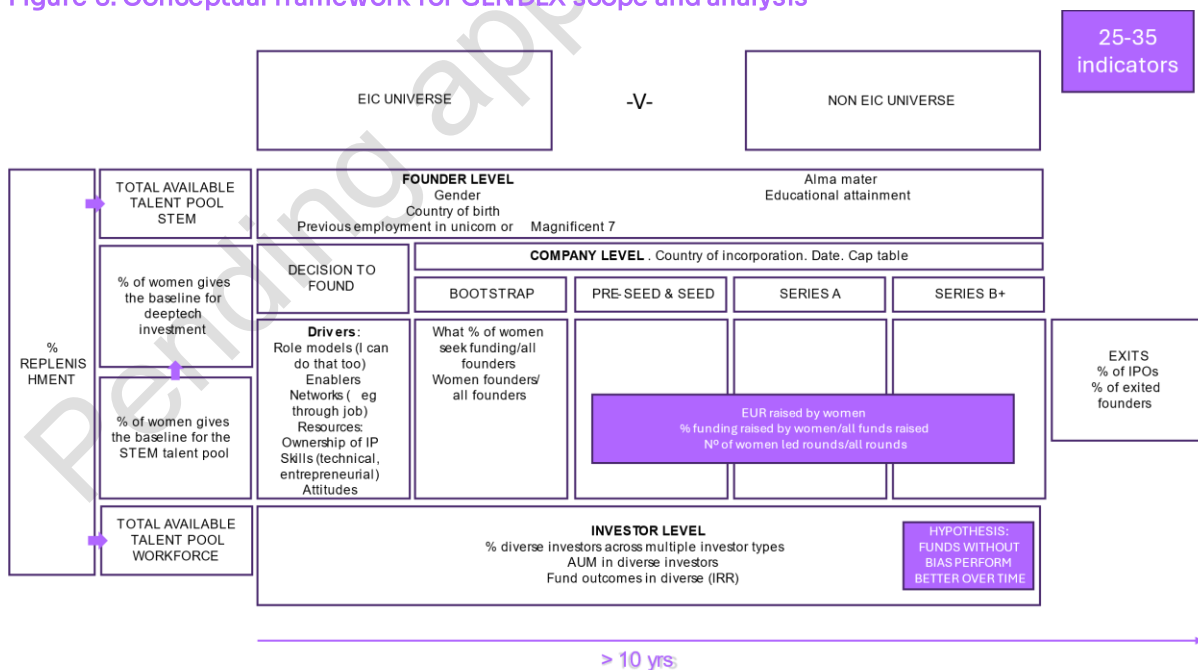 Figure 6. Conceptual framework for GENDEX scope and analysis
25-35
indicators
EIC UNIVERSE
-V-
NON EIC UNIVERSE
%
REPLENIS
HMENT
TOTAL AVAILABLE
TALENT POOL
STEM
FOUNDER LEVEL
Gender
Country of birth
Previous employment in unicorn or Magnificent 7
Alma mater
Educational attainment
% of women gives
the baseline for
deeptech
investment
DECISION TO
FOUND
COMPANY LEVEL . Country of incorporation. Date. Cap table
BOOTSTRAP
PRE-SEED & SEED
SERIES A
SERIES B+
% of women gives
the baseline for the
STEM talent pool
Drivers:
Role models (I can
do that too)
Enablers
Networks ( eg
through job)
Resources:
Ownership of IP
Skills (technical,
entrepreneurial)
Attitudes
What % of women
seek funding/all
founders
Women founders/
all founders
EUR raised by women
% funding raised by women/all funds raised
Nº of women led rounds/all rounds
EXITS
% of IPOs
% of exited
founders
TOTAL AVAILABLE
TALENT POOL
WORKFORCE
INVESTOR LEVEL
% diverse investors across multiple investor types
AUM in diverse investors
Fund outcomes in diverse (IRR)
HYPOTHESIS:
FUNDS WITHOUT
BIAS PERFORM
BETTER OVER TIME
> 10 yrs
Pending